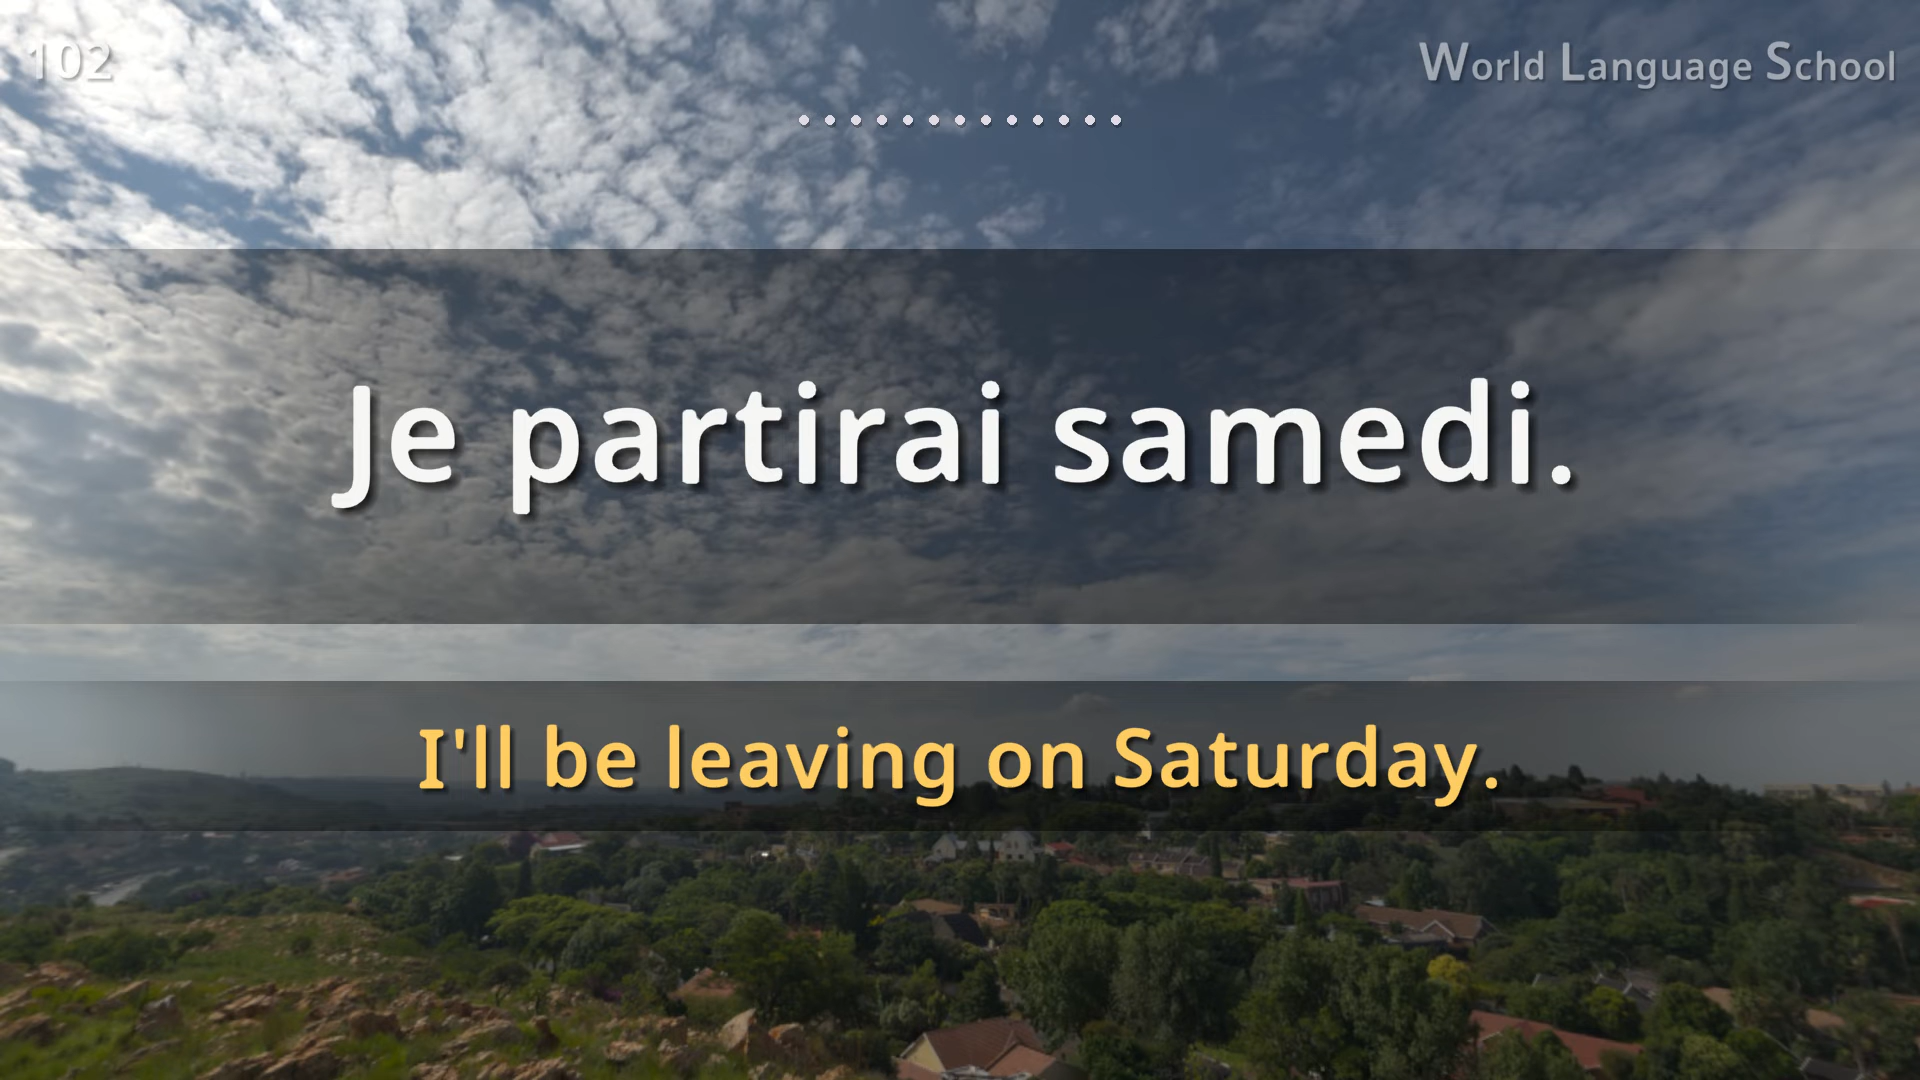 102
World Language School
Je partirai samedi.
I'll be leaving on Saturday.